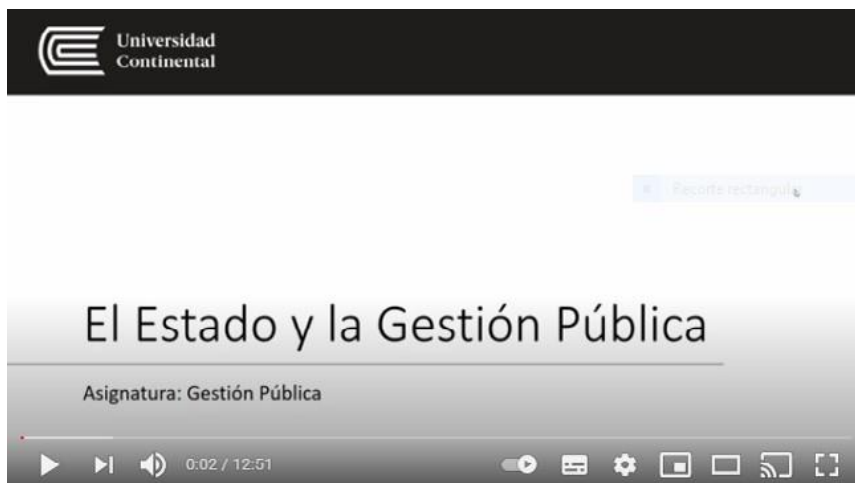 Universidad
Continental
Recorte rectangular
El Estado y la Gestión Pública
Asignatura: Gestión Pública
0:02 / 12:51